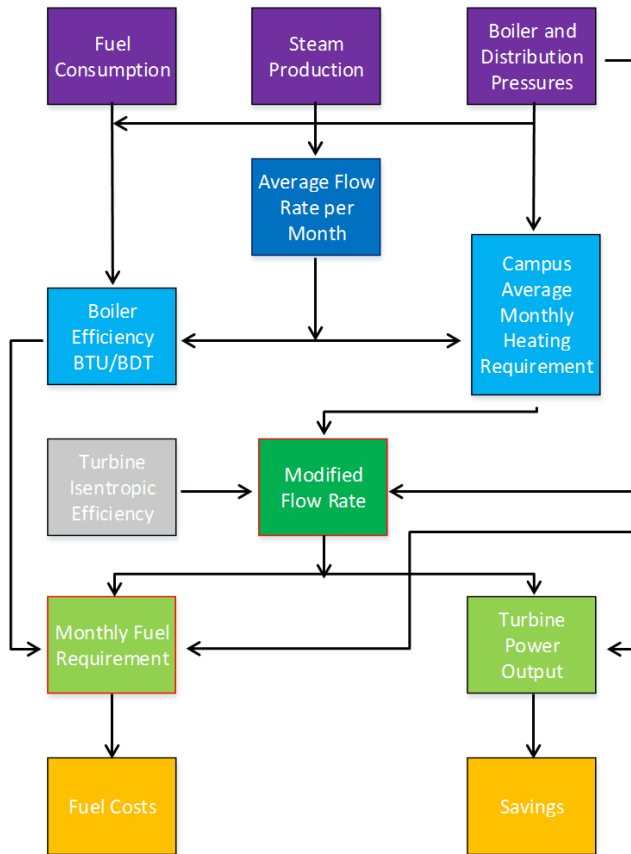 Fuel
Consumption
Steam
Production
Boiler and
Distribution
Pressures
Average Flow
Rate per
Month
Campus
Average
Monthly
Heating
Requirement
Boiler
Efficiency
BTU/BDT
Turbine
Isentropic
Efficiency
Modified
Flow Rate
Monthly Fuel
Requirement
Turbine
Power
Output
Fuel Costs
Savings